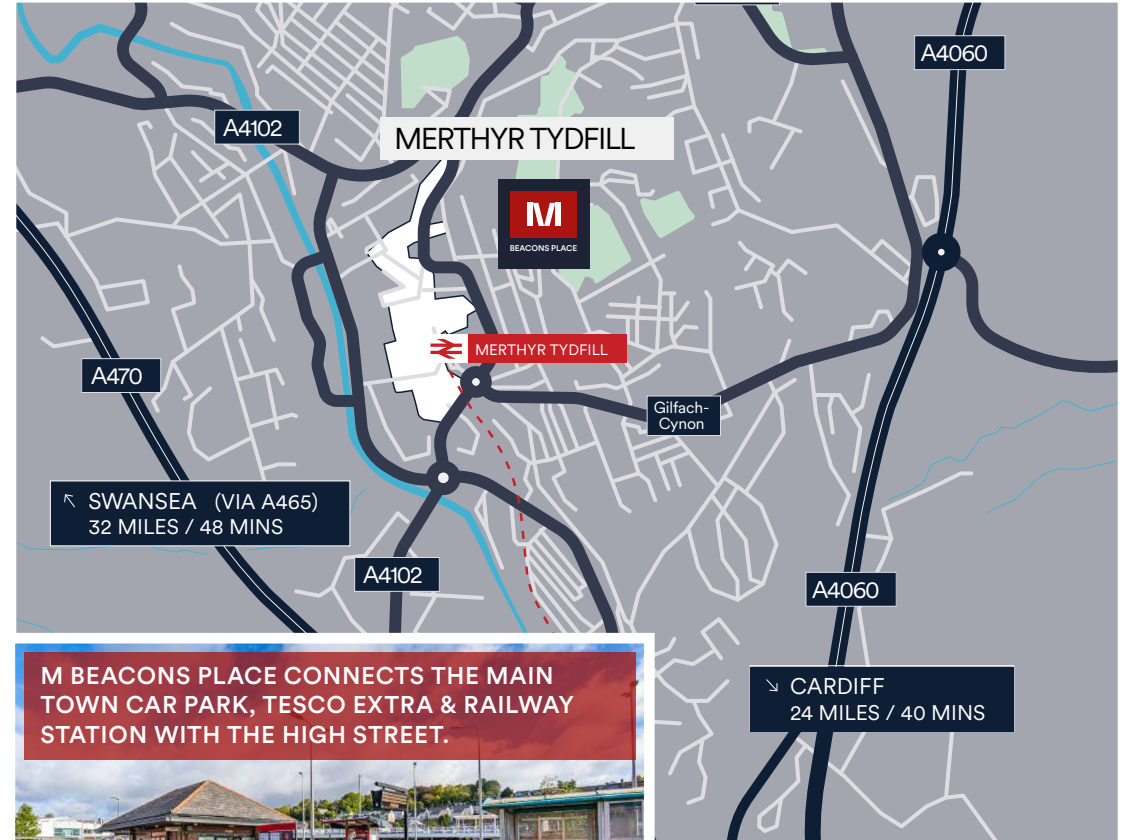 A4060
A4102
MERTHYR TYDFILL
M
BEACONS PLACE
MERTHYR TYDFILL
A470
Gilfach-
Cynon
SWANSEA (VIA A465)
32 MILES / 48 MINS
A4102
A4060
CARDIFF
24 MILES / 40 MINS
M BEACONS PLACE CONNECTS THE MAIN
TOWN CAR PARK, TESCO EXTRA & RAILWAY
STATION WITH THE HIGH STREET.